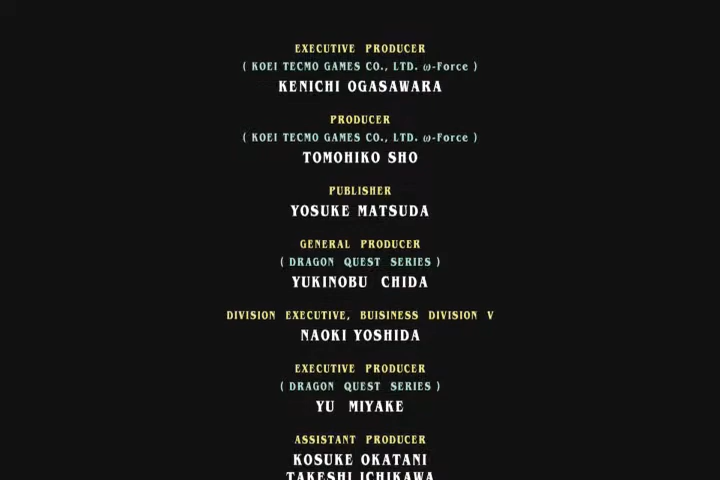 EXECUTIVE PRODUCER
( KOEI TECMO GAMES CO., LTD. ω-Force )
KENICHI OGASAWARA
PRODUCER
( KOEI TECMO GAMES CO., LTD. ω-Force )
TOMOHIKO SHO
PUBLISHER
YOSUKE MATSUDA
GENERAL PRODUCER
( DRAGON QUEST SERIES )
YUKINOBU CHIDA
DIVISION EXECUTIVE, BUISINESS DIVISION V
NAOKI YOSHIDA
EXECUTIVE PRODUCER
( DRAGON QUEST SERIES )
YU MIYAKE
ASSISTANT PRODUCER
KOSUKE OKATANI
TAKESHI ICHIKAWA